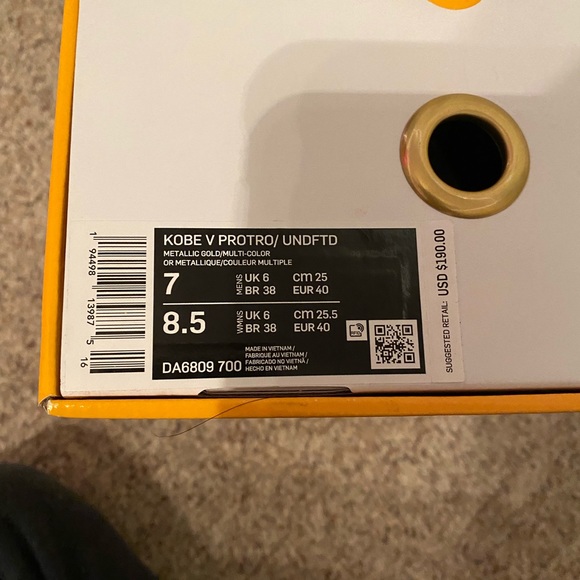 KOBE V PROTRO/ UNDFTD
METALLIC GOLD/MULTI-COLOR
OR METALLIQUE/COULEUR MULTIPLE
7 MENS UK 6 CM 25
BR 38 EUR 40
8.5 WMNS UK 6 CM 25.5
BR 38 EUR 40
DA6809 700
MADE IN VIETNAM /
FABRIQUE AU VIETNAM /
FABRICADO NO VIETNÃ /
HECHO EN VIETNAM
1 94498 13987 5 16
SUGGESTED RETAIL: USD $190.00